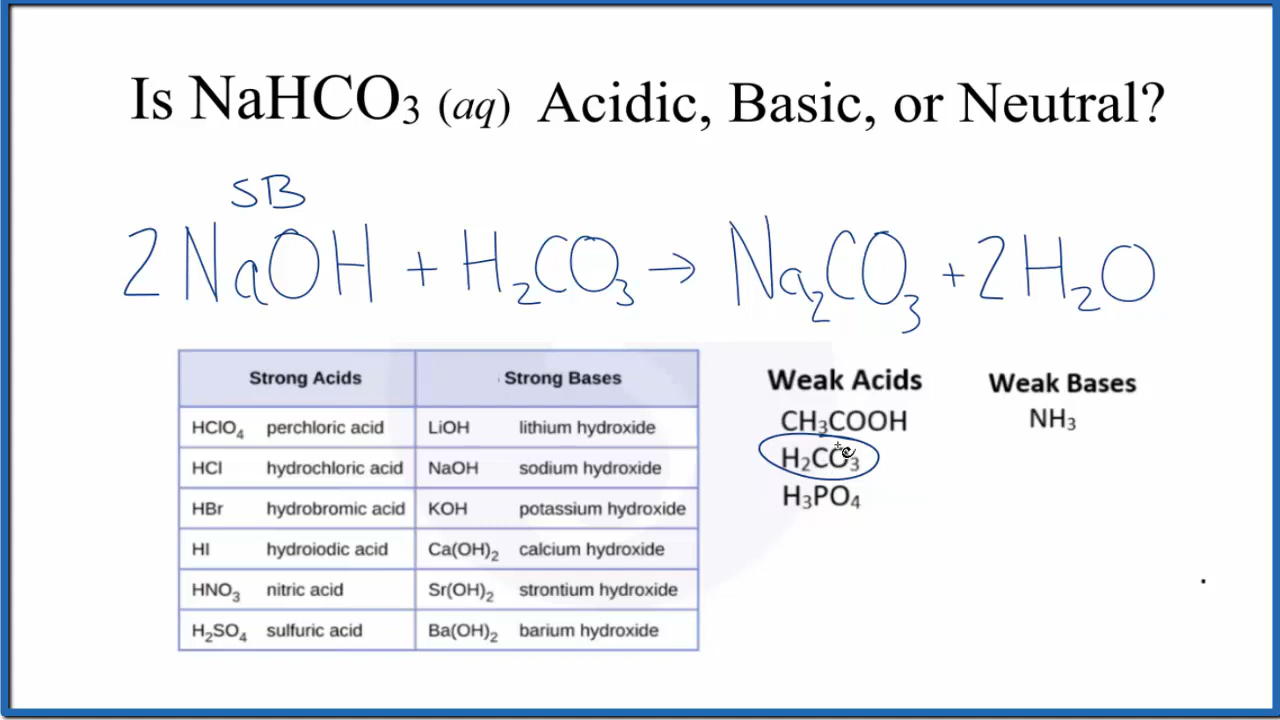 Is NaHCO₃ (aq) Acidic, Basic, or Neutral?
SB
2NaOH + H₂CO₃ → Na₂CO₃ + 2H₂O
Strong Acids Strong Bases
HClO₄ perchloric acid LiOH lithium hydroxide
HCl hydrochloric acid NaOH sodium hydroxide
HBr hydrobromic acid KOH potassium hydroxide
HI hydroiodic acid Ca(OH)₂ calcium hydroxide
HNO₃ nitric acid Sr(OH)₂ strontium hydroxide
H₂SO₄ sulfuric acid Ba(OH)₂ barium hydroxide
Weak Acids
CH₃COOH
H₂CO₃
H₃PO₄
Weak Bases
NH₃